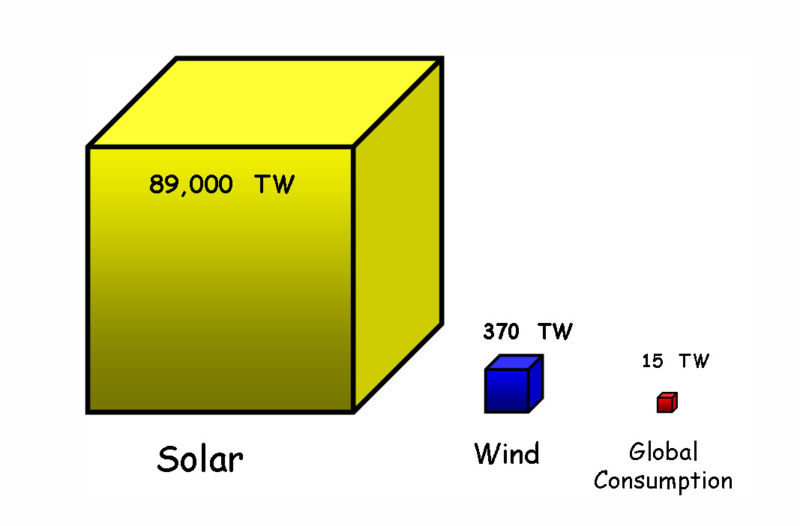 89,000 TW
370 TW
15 TW
Solar
Wind
Global
Consumption